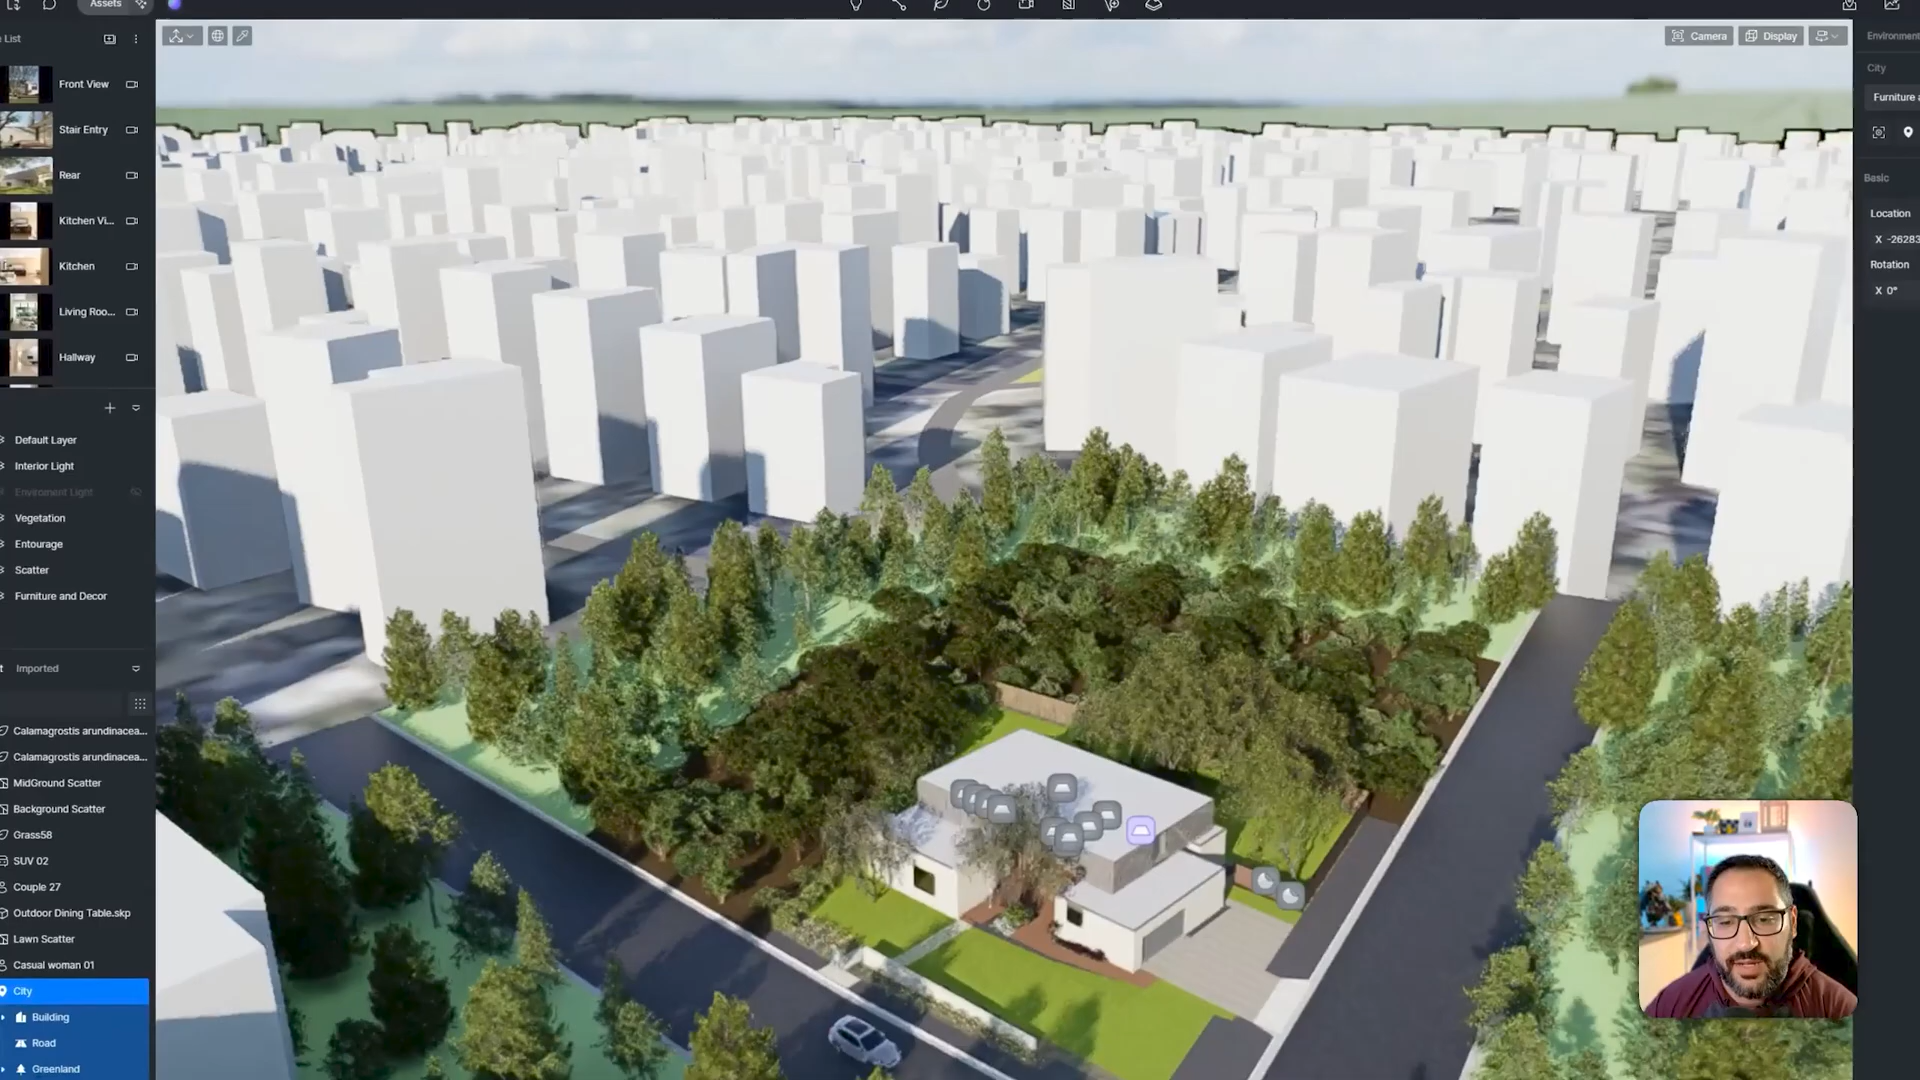 Assets
List
Camera
Display
Environment
Front View
City
Furniture a
Stair Entry
Rear
Basic
Kitchen Vi...
Location
X -26283
Kitchen
Rotation
X 0°
Living Roo...
Hallway
Default Layer
Interior Light
Enviroment Light
Vegetation
Entourage
Scatter
Furniture and Decor
Imported
Calamagrostis arundinacea...
Calamagrostis arundinacea...
MidGround Scatter
Background Scatter
Grass58
SUV 02
Couple 27
Outdoor Dining Table.skp
Lawn Scatter
Casual woman 01
City
Building
Road
Greenland